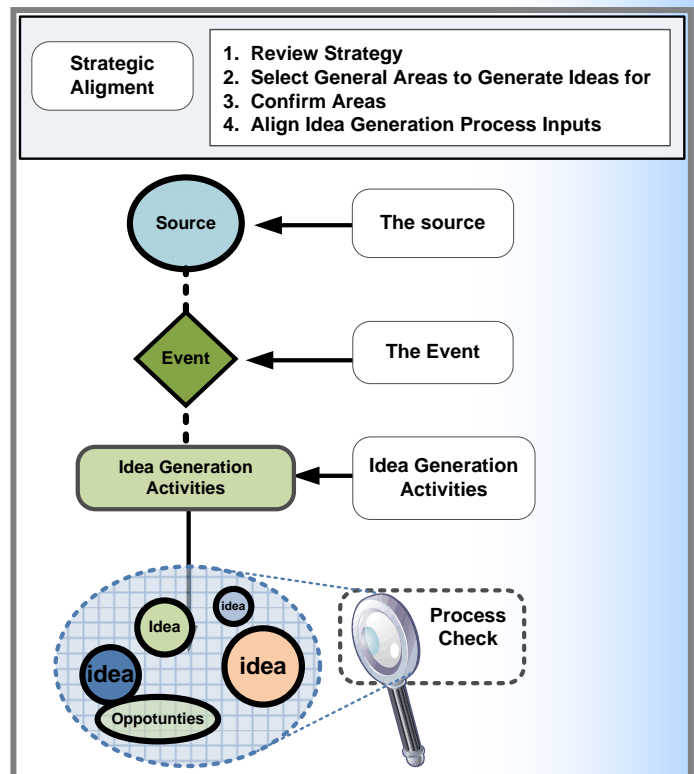 Strategic
Aligment
1. Review Strategy
2. Select General Areas to Generate Ideas for
3. Confirm Areas
4. Align Idea Generation Process Inputs
Source
The source
Event
The Event
Idea Generation
Activities
Idea Generation
Activities
idea
Idea
idea
idea
Oppotunties
Process
Check